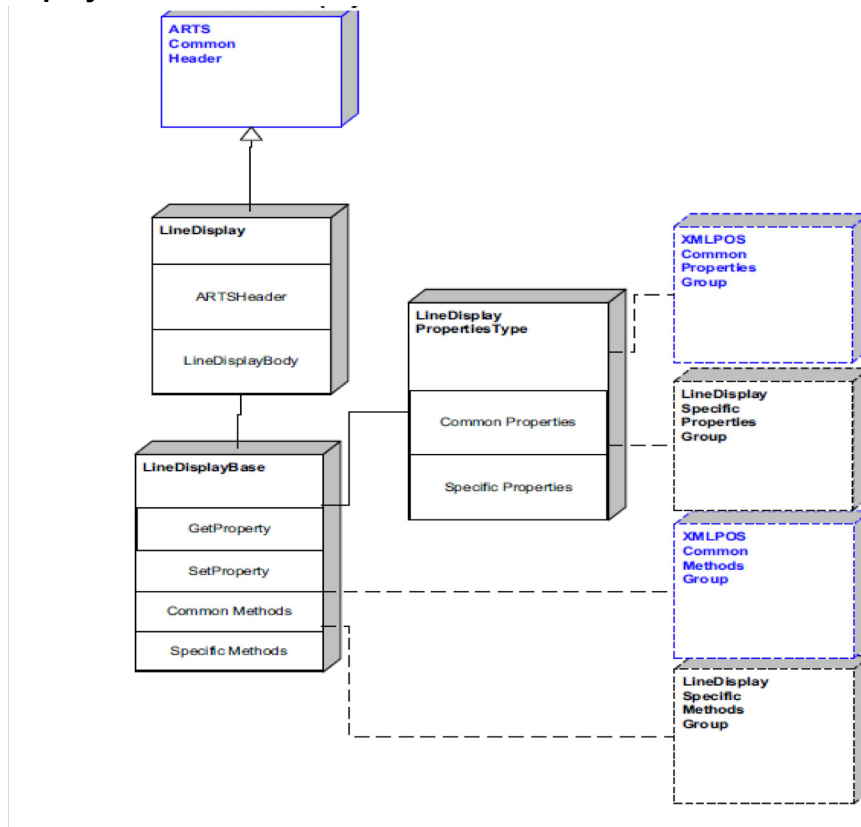 ARTS
Common
Header
LineDisplay
ARTSHeader
LineDisplayBody
LineDisplay
PropertiesType
Common Properties
Specific Properties
LineDisplayBase
GetProperty
SetProperty
Common Methods
Specific Methods
XMLPOS
Common
Properties
Group
LineDisplay
Specific
Properties
Group
XMLPOS
Common
Methods
Group
LineDisplay
Specific
Methods
Group